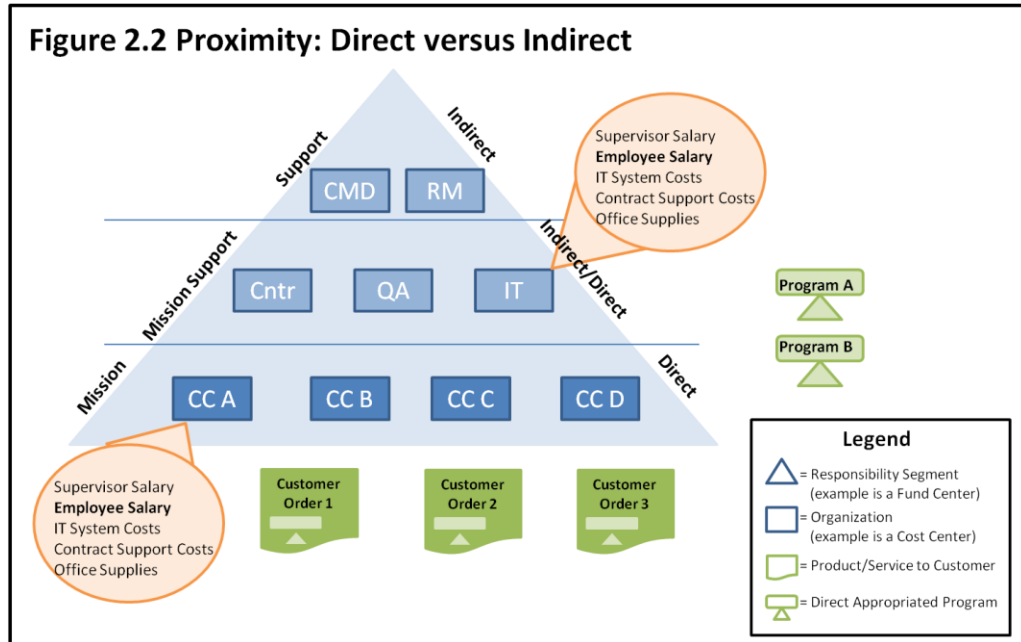 Figure 2.2 Proximity: Direct versus Indirect
Support
Indirect
CMD
RM
Supervisor Salary
Employee Salary
IT System Costs
Contract Support Costs
Office Supplies
Mission Support
Indirect/Direct
Cntr
QA
IT
Program A
Program B
Mission
Direct
CC A
CC B
CC C
CC D
Supervisor Salary
Employee Salary
IT System Costs
Contract Support Costs
Office Supplies
Customer
Order 1
Customer
Order 2
Customer
Order 3
Legend
= Responsibility Segment
(example is a Fund Center)
= Organization
(example is a Cost Center)
= Product/Service to Customer
= Direct Appropriated Program